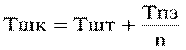 Тшк = Тшт + Тпз/n